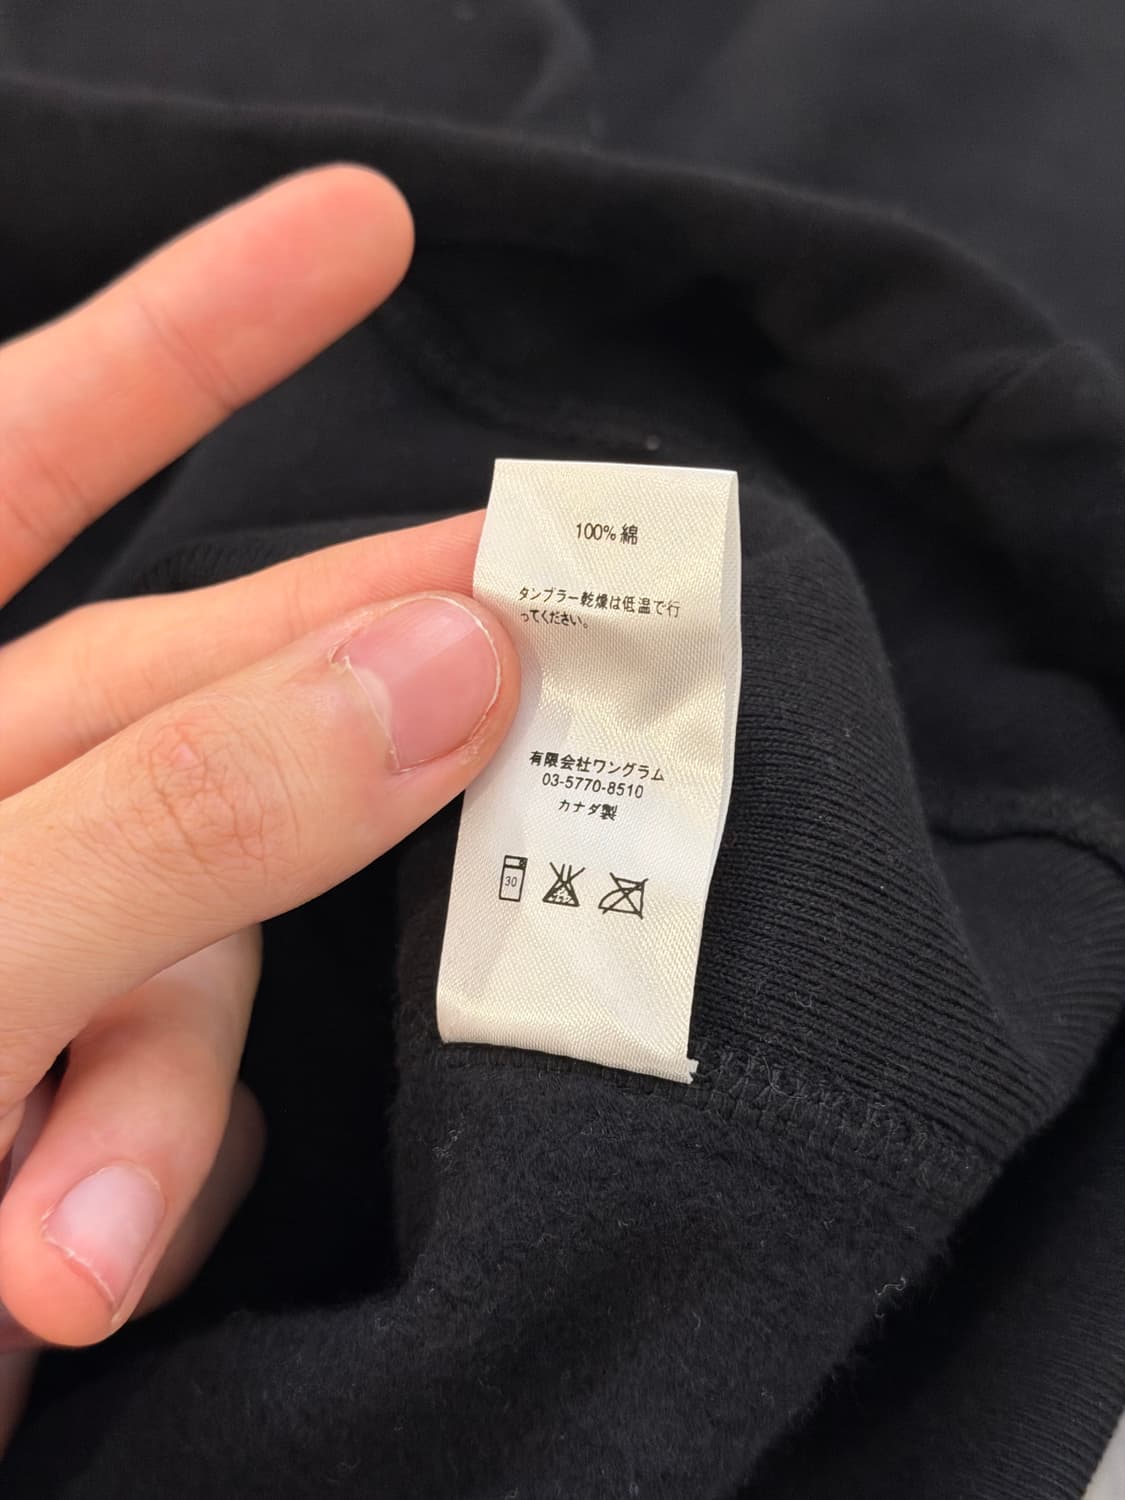 100% 綿
タンブラー乾燥は低温で行
ってください。
有限会社ワングラム
03-5770-8510
カナダ製
30